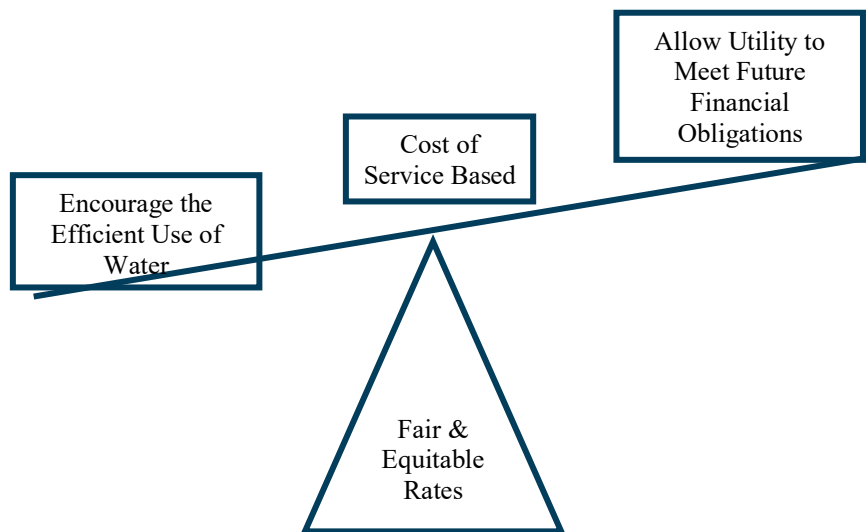 Allow Utility to
Meet Future
Financial
Obligations
Cost of
Service Based
Encourage the
Efficient Use of
Water
Fair &
Equitable
Rates